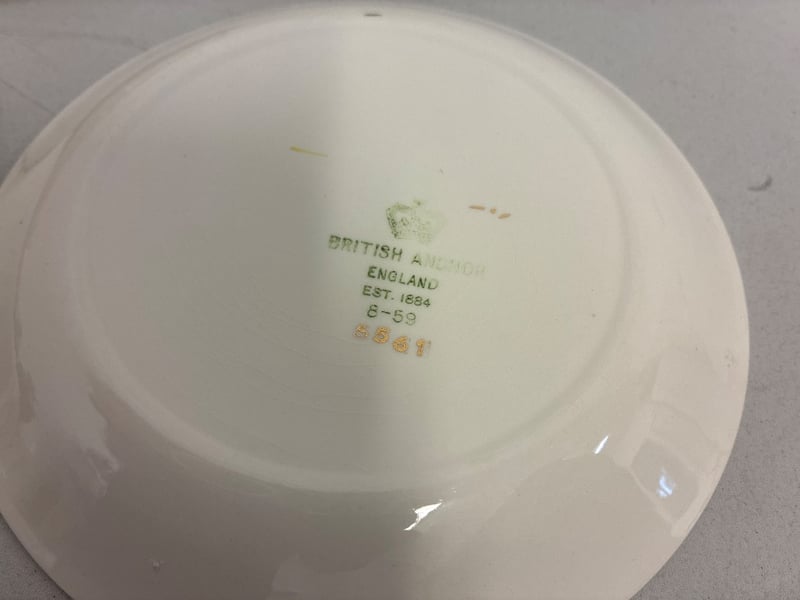 BRITISH ANCHOR
ENGLAND
EST. 1884
8-59
5561